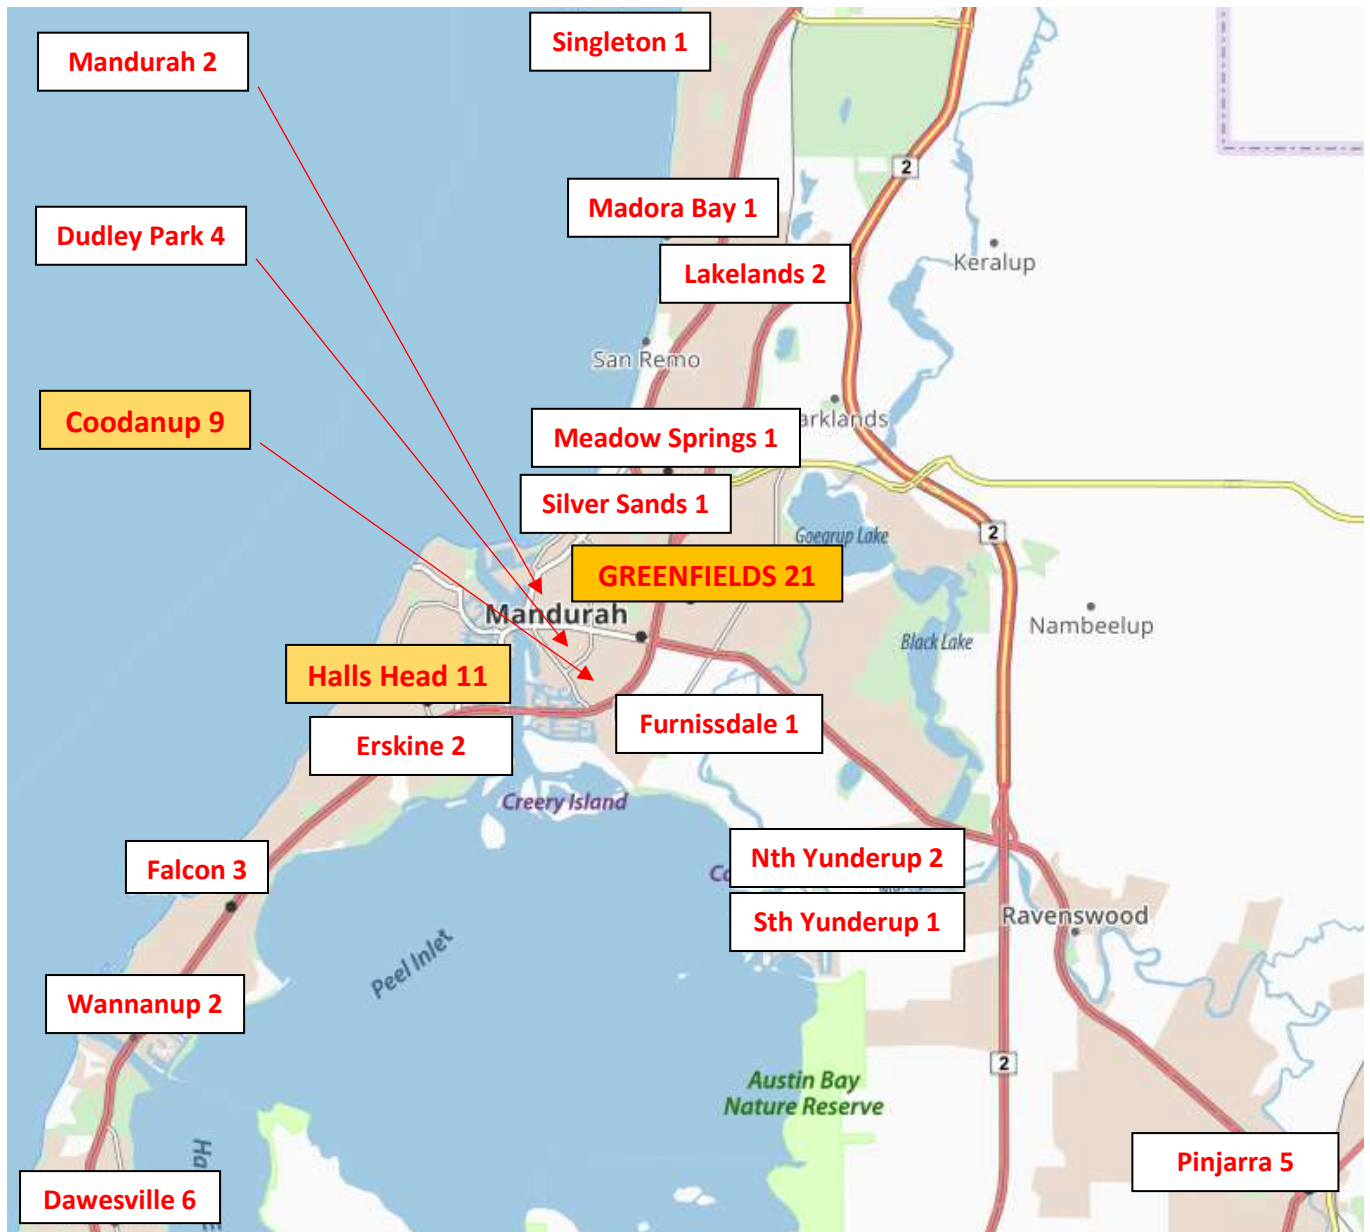 Singleton 1
Mandurah 2
2
Madora Bay 1
Dudley Park 4
Keralup
Lakelands 2
San Remo
Coodanup 9
arklands
Meadow Springs 1
Silver Sands 1
2
Goegrup Lake
GREENFIELDS 21
Mandurah
Nambeelup
Black Lake
Halls Head 11
Furnissdale 1
Erskine 2
Creery Island
Nth Yunderup 2
Falcon 3
Co
Sth Yunderup 1
Ravenswood
Peel Inlet
Wannanup 2
2
Austin Bay
Nature Reserve
Ha
Pinjarra 5
Dawesville 6